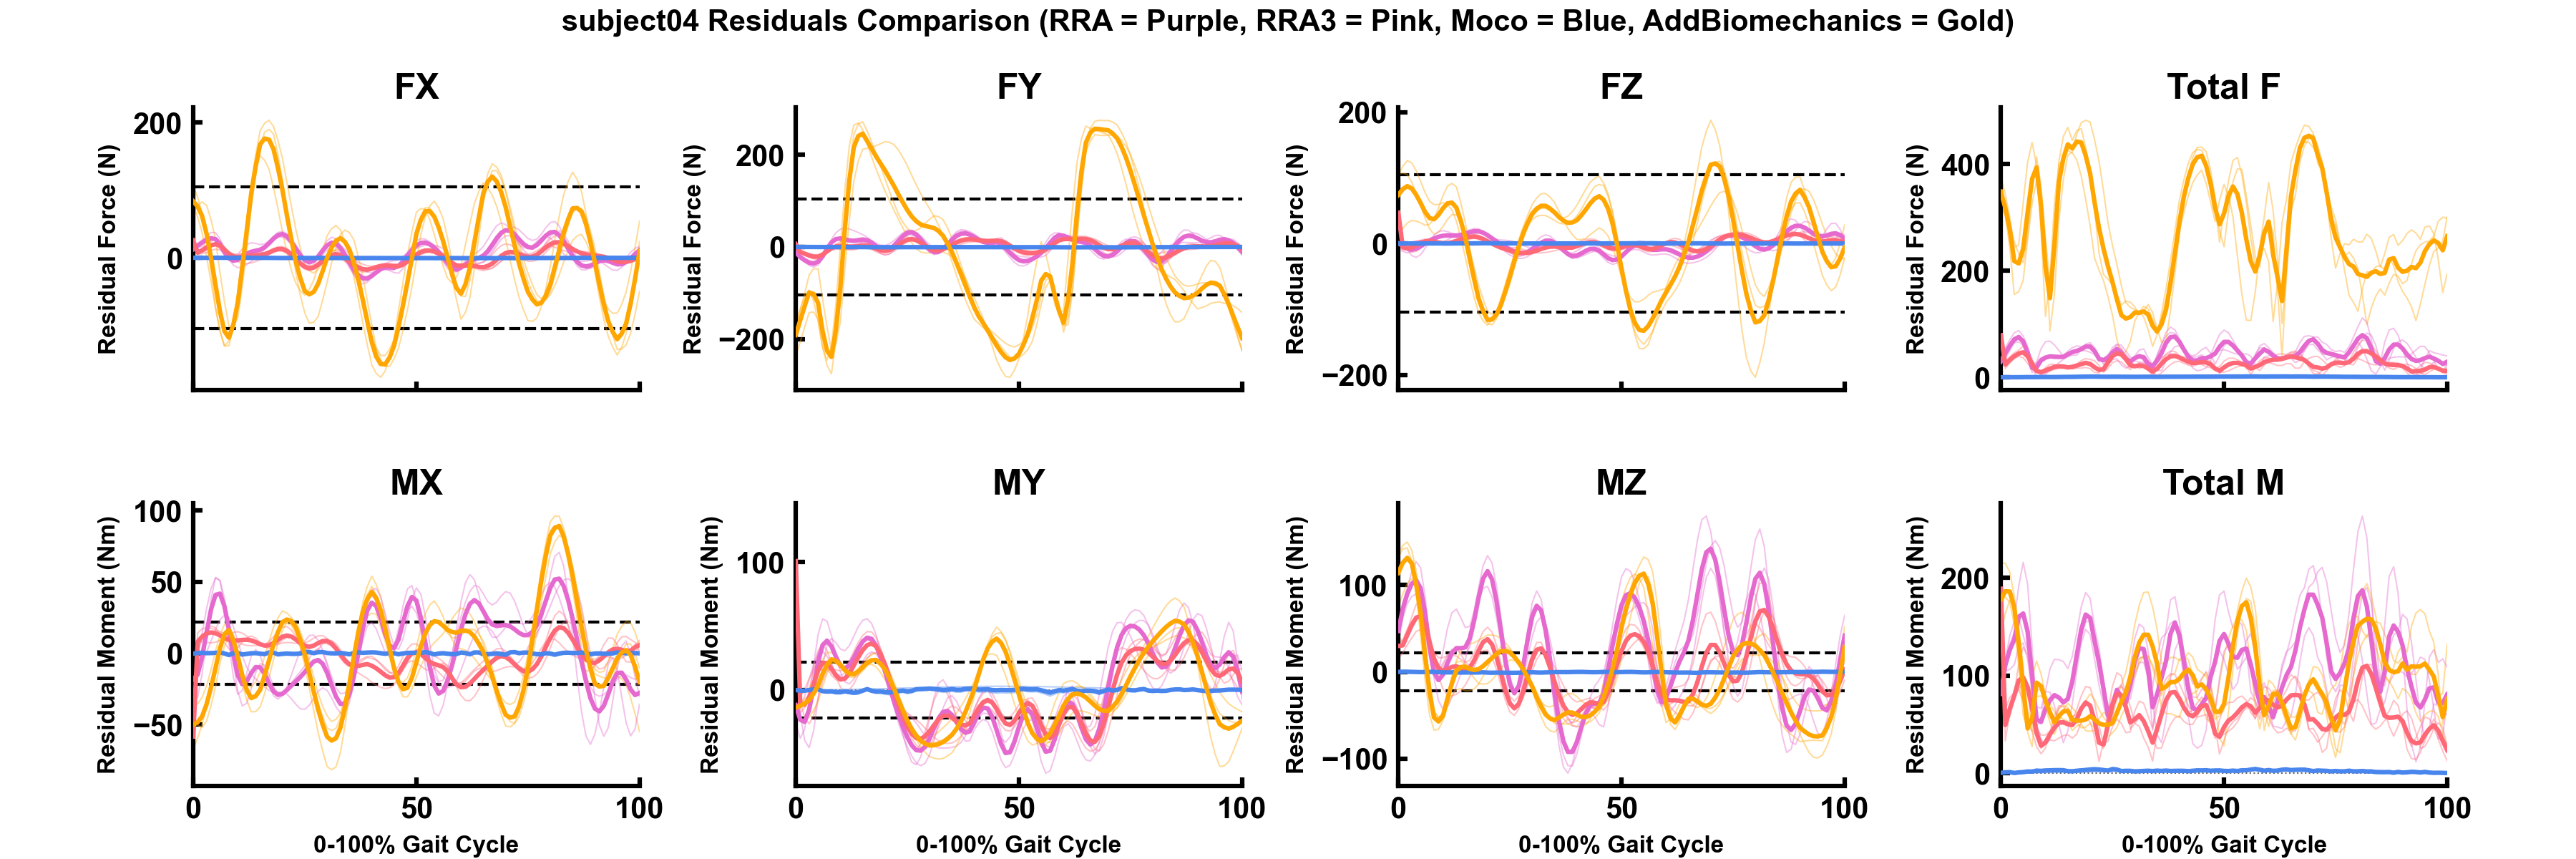 subject04 Residuals Comparison (RRA = Purple, RRA3 = Pink, Moco = Blue, AddBiomechanics = Gold)
FX
Residual Force (N)
200
0
FY
Residual Force (N)
200
0
−200
FZ
Residual Force (N)
200
0
−200
Total F
Residual Force (N)
400
200
0
MX
Residual Moment (Nm)
100
50
0
−50
0 50 100
0-100% Gait Cycle
MY
Residual Moment (Nm)
100
0
0 50 100
0-100% Gait Cycle
MZ
Residual Moment (Nm)
100
0
−100
0 50 100
0-100% Gait Cycle
Total M
Residual Moment (Nm)
200
100
0
0 50 100
0-100% Gait Cycle